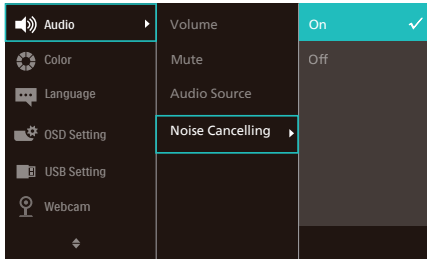 Audio
Color
Language
OSD Setting
USB Setting
Webcam
Volume
Mute
Audio Source
Noise Cancelling
On
Off